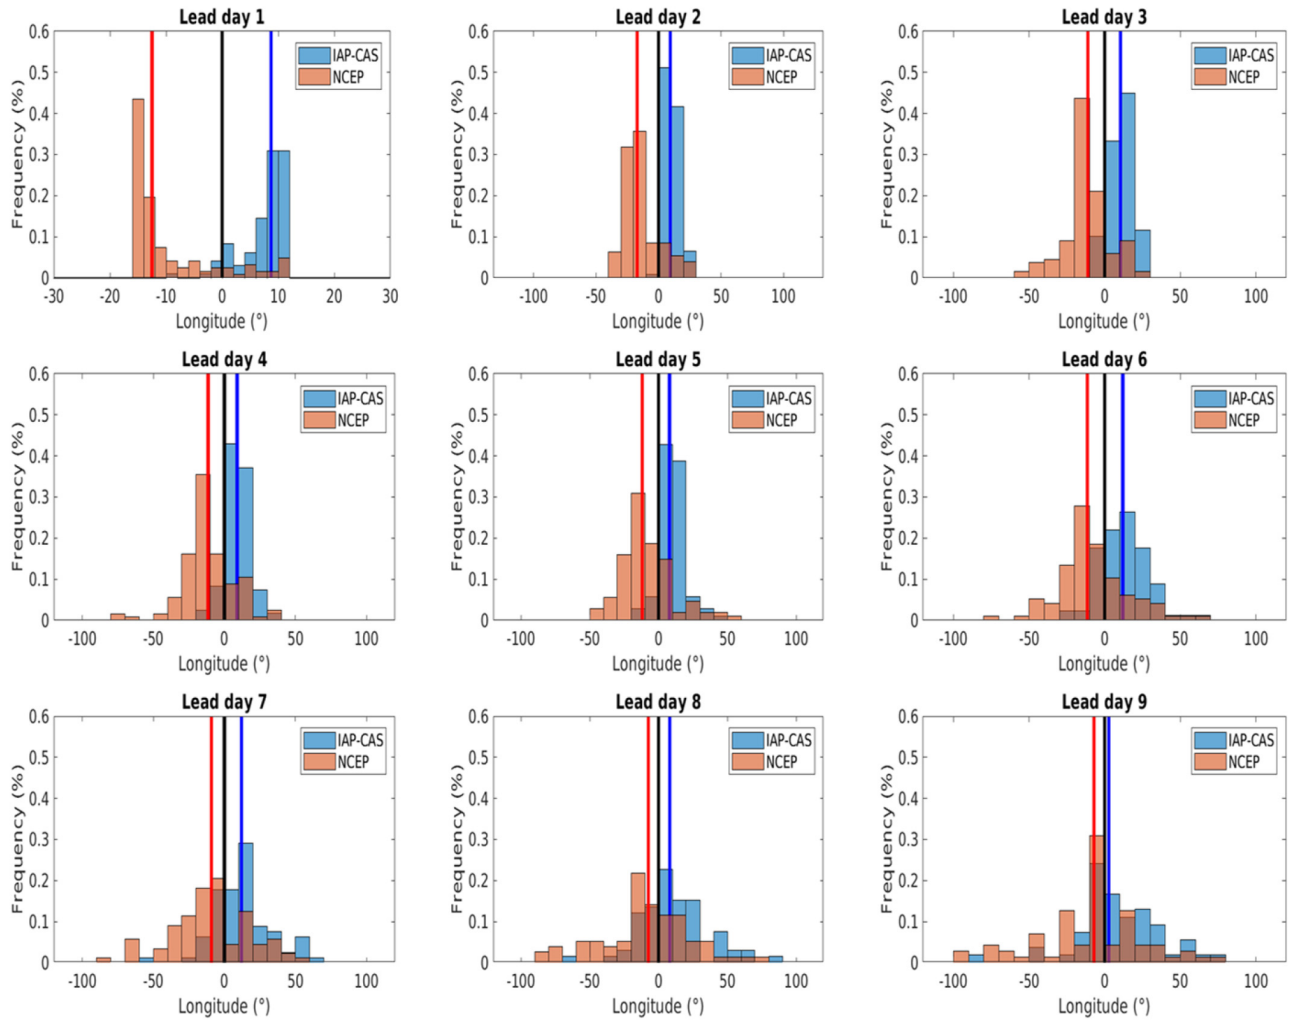 Lead day 1
Frequency (%)
0.6
0.5
0.4
0.3
0.2
0.1
0
IAP-CAS
NCEP
-30 -20 -10 0 10 20 30
Longitude (°)
Lead day 2
Frequency (%)
0.6
0.5
0.4
0.3
0.2
0.1
0
IAP-CAS
NCEP
-100 -50 0 50 100
Longitude (°)
Lead day 3
Frequency (%)
0.6
0.5
0.4
0.3
0.2
0.1
0
IAP-CAS
NCEP
-50 0 50
Longitude (°)
Lead day 4
Frequency (%)
0.6
0.5
0.4
0.3
0.2
0.1
0
IAP-CAS
NCEP
-100 -50 0 50 100
Longitude (°)
Lead day 5
Frequency (%)
0.6
0.5
0.4
0.3
0.2
0.1
0
IAP-CAS
NCEP
-100 -50 0 50 100
Longitude (°)
Lead day 6
Frequency (%)
0.6
0.5
0.4
0.3
0.2
0.1
0
IAP-CAS
NCEP
-100 -50 0 50 100
Longitude (°)
Lead day 7
Frequency (%)
0.6
0.5
0.4
0.3
0.2
0.1
0
IAP-CAS
NCEP
-100 -50 0 50 100
Longitude (°)
Lead day 8
Frequency (%)
0.6
0.5
0.4
0.3
0.2
0.1
0
IAP-CAS
NCEP
-100 -50 0 50 100
Longitude (°)
Lead day 9
Frequency (%)
0.6
0.5
0.4
0.3
0.2
0.1
0
IAP-CAS
NCEP
-100 -50 0 50 100
Longitude (°)